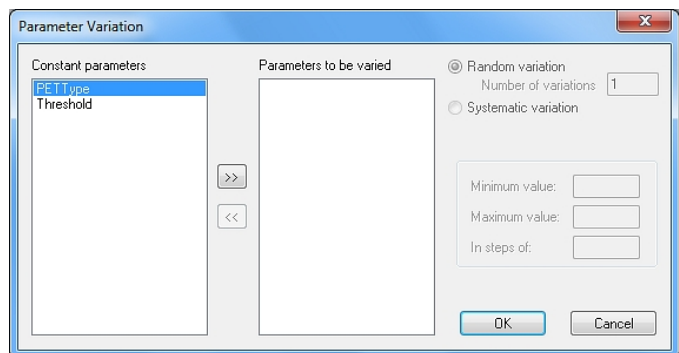 Parameter Variation
Constant parameters
PETType
Threshold
>>
<<
Parameters to be varied
Random variation
Number of variations 1
Systematic variation
Minimum value:
Maximum value:
In steps of:
OK
Cancel